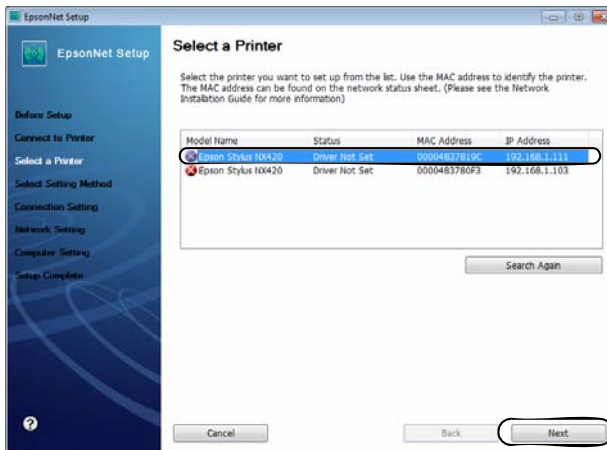 EpsonNet Setup
EpsonNet Setup
Before Setup
Connect to Printer
Select a Printer
Select Setting Method
Connection Setting
Network Setting
Computer Setting
Setup Complete
Select a Printer
Select the printer you want to set up from the list. Use the MAC address to identify the printer.
The MAC address can be found on the network status sheet. (Please see the Network
Installation Guide for more information)
Model Name Status MAC Address IP Address
Epson Stylus NX420 Driver Not Set 00004837819C 192.168.1.111
Epson Stylus NX420 Driver Not Set 0000483780F3 192.168.1.103
Search Again
?
Cancel Back Next